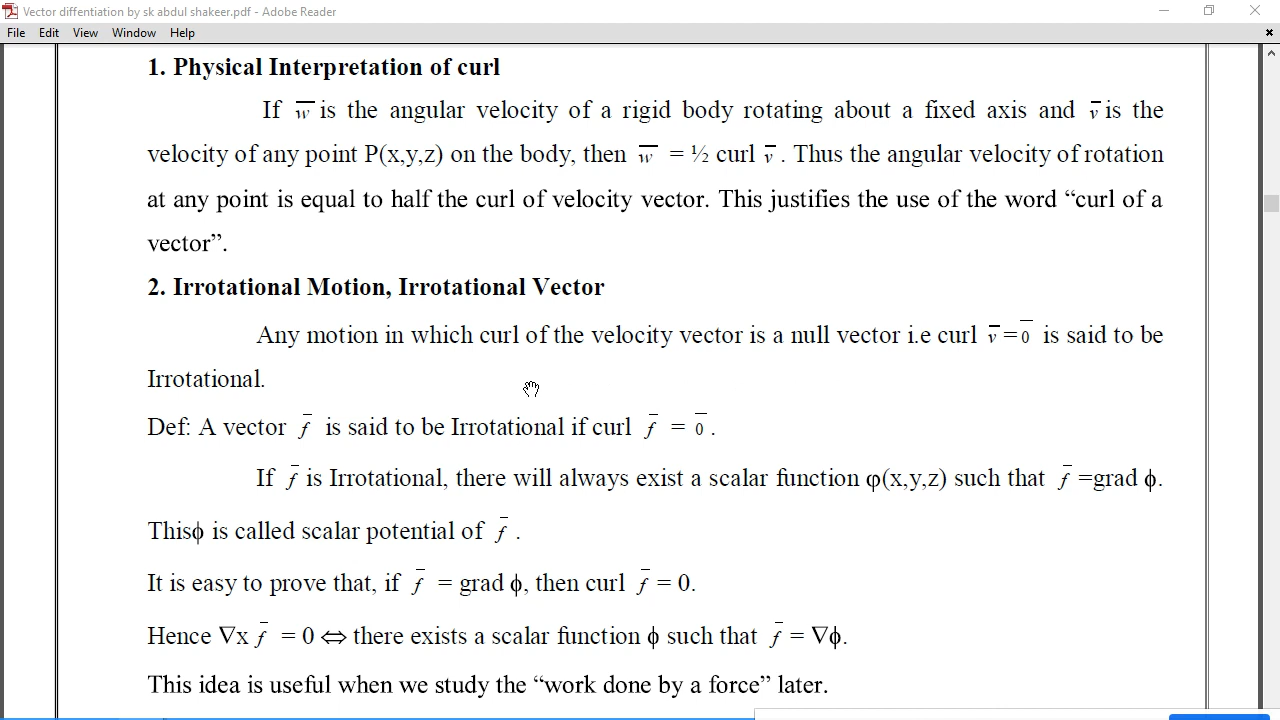 Vector diffentiation by sk abdul shakeer.pdf - Adobe Reader
File Edit View Window Help
1. Physical Interpretation of curl
If w̅ is the angular velocity of a rigid body rotating about a fixed axis and v̅ is the
velocity of any point P(x,y,z) on the body, then w̅ = ½ curl v̅ . Thus the angular velocity of rotation
at any point is equal to half the curl of velocity vector. This justifies the use of the word “curl of a
vector”.
2. Irrotational Motion, Irrotational Vector
Any motion in which curl of the velocity vector is a null vector i.e curl v̅ = 0̅ is said to be
Irrotational.
Def: A vector f̅ is said to be Irrotational if curl f̅ = 0̅ .
If f̅ is Irrotational, there will always exist a scalar function φ(x,y,z) such that f̅ =grad ϕ.
Thisϕ is called scalar potential of f̅ .
It is easy to prove that, if f̅ = grad ϕ, then curl f̅ = 0.
Hence ∇x f̅ = 0 ⇔ there exists a scalar function ϕ such that f̅ = ∇ϕ.
This idea is useful when we study the “work done by a force” later.